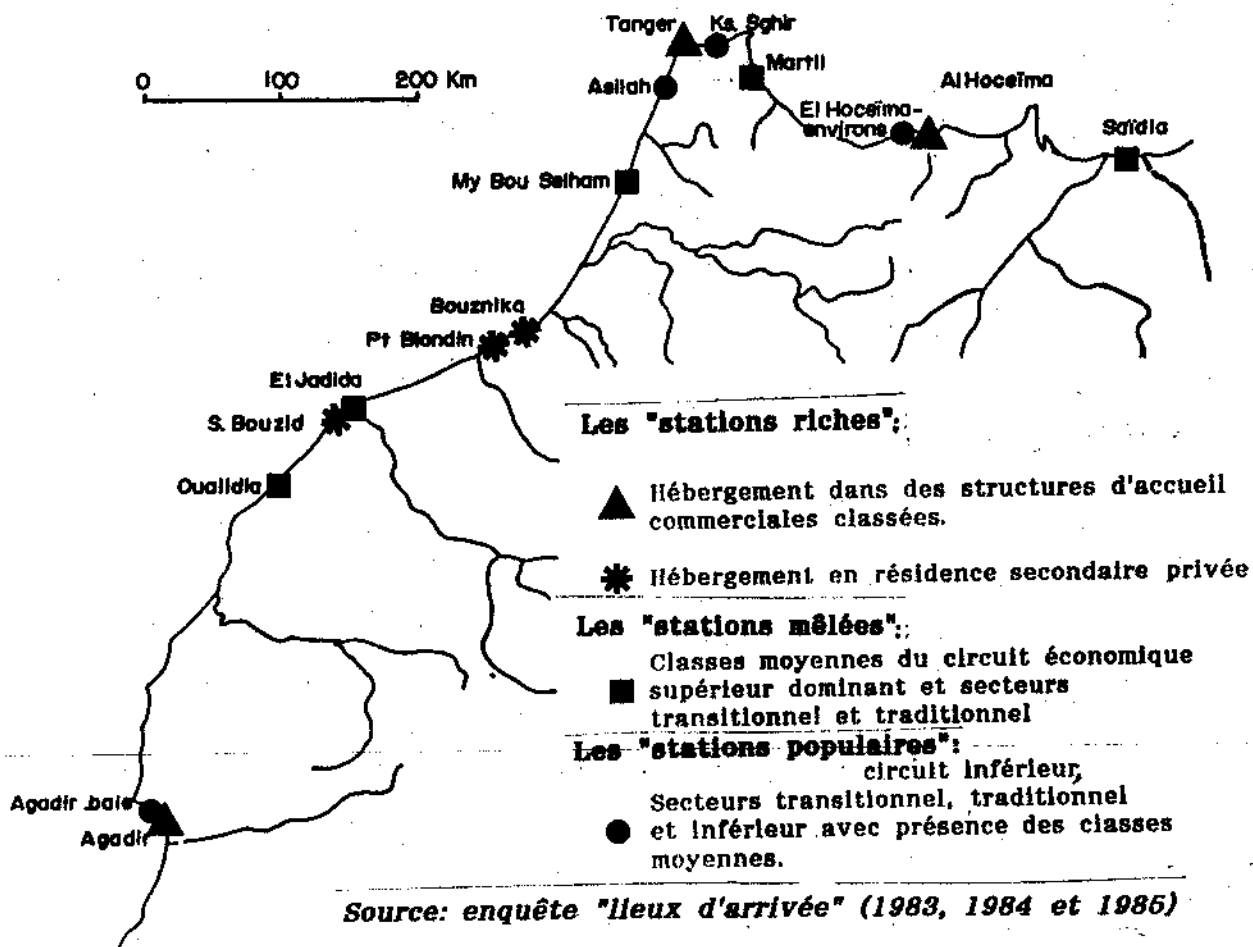 Tanger
Ks. Sghir
0 100 200 Km
Martil
Asilah
Al Hoceïma
El Hoceïma-
environs
Saïdia
My Bou Selham
Bouznika
Pt Blondin
El Jadida
S. Bouzid
Oualidia
Agadir baie
Agadir
Les "stations riches":
Hébergement dans des structures d'accueil
commerciales classées.
Hébergement en résidence secondaire privée
Les "stations mêlées":
Classes moyennes du circuit économique
supérieur dominant et secteurs
transitionnel et traditionnel
Les "stations populaires":
circuit inférieur,
Secteurs transitionnel, traditionnel
et inférieur avec présence des classes
moyennes.
Source: enquête "lieux d'arrivée" (1983, 1984 et 1985)